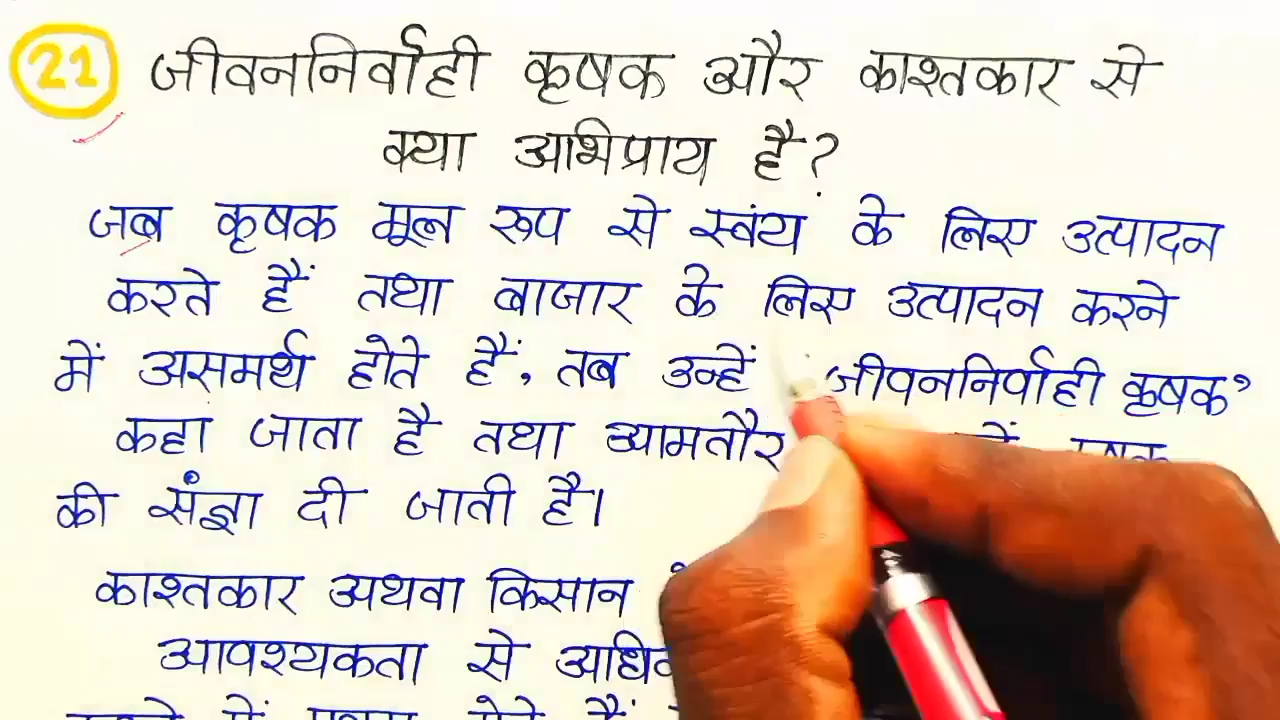 21 जीवननिर्वाही कृषक और काश्तकार से
क्या अभिप्राय है?
जब कृषक मूल रूप से स्वंय के लिए उत्पादन
करते हैं तथा बाजार के लिए उत्पादन करने
में असमर्थ होते हैं, तब उन्हें जीवननिर्वाही कृषक
कहा जाता है तथा आमतौर
की संज्ञा दी जाती है।
काश्तकार अथवा किसान
आवश्यकता से